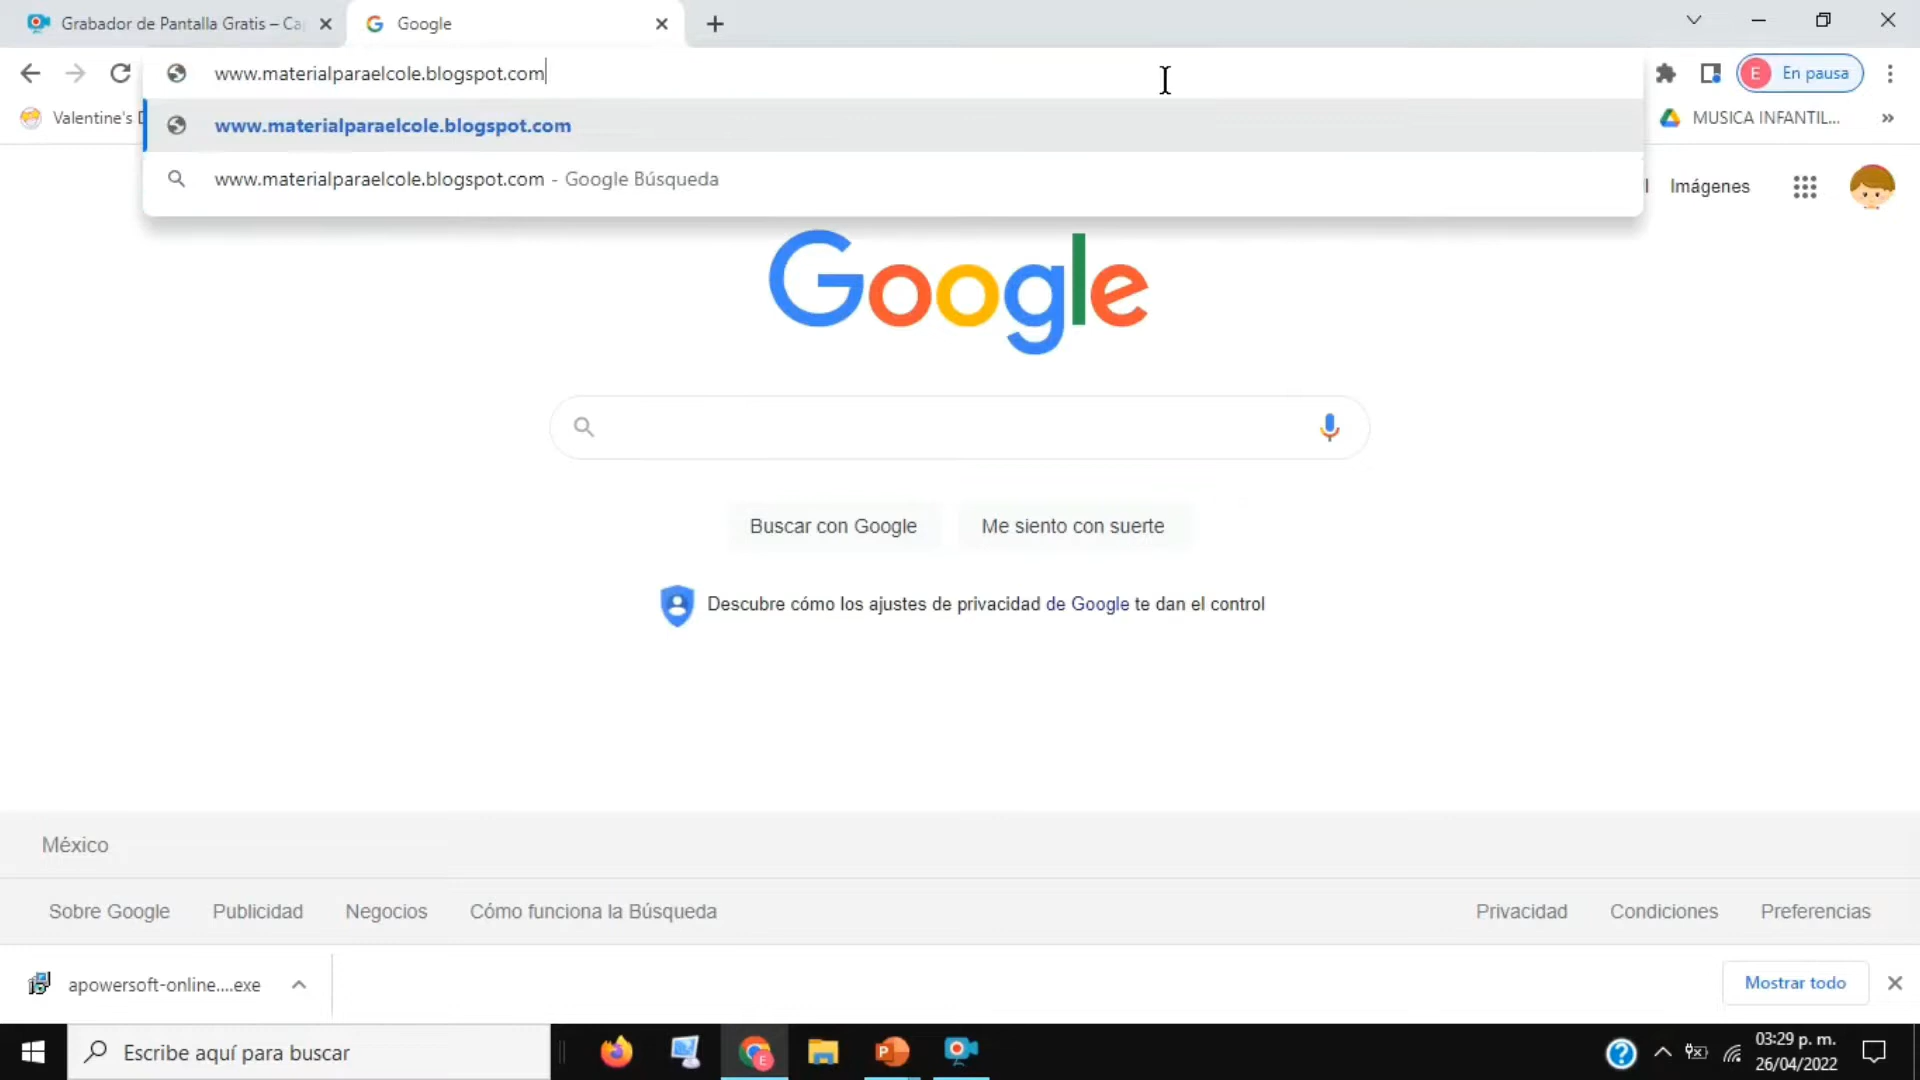 Grabador de Pantalla Gratis – Ca
Google
www.materialparaelcole.blogspot.com
En pausa
Valentine's D
www.materialparaelcole.blogspot.com
MUSICA INFANTIL...
»
www.materialparaelcole.blogspot.com - Google Búsqueda
Imágenes
Google
Buscar con Google
Me siento con suerte
Descubre cómo los ajustes de privacidad de Google te dan el control
México
Sobre Google
Publicidad
Negocios
Cómo funciona la Búsqueda
Privacidad
Condiciones
Preferencias
apowersoft-online....exe
Mostrar todo
Escribe aquí para buscar
03:29 p. m.
26/04/2022